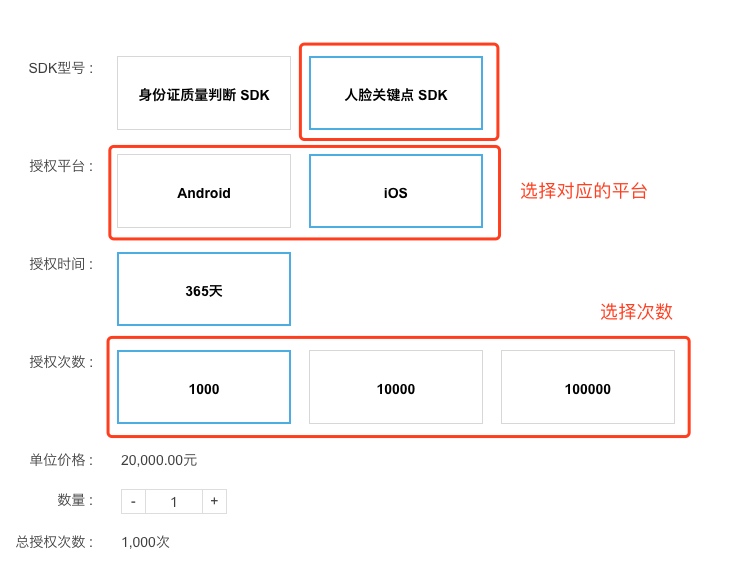 SDK型号：
身份证质量判断 SDK
人脸关键点 SDK
授权平台：
Android
iOS
选择对应的平台
授权时间：
365天
选择次数
授权次数：
1000
10000
100000
单位价格：
20,000.00元
数量：
- 1 +
总授权次数：
1,000次